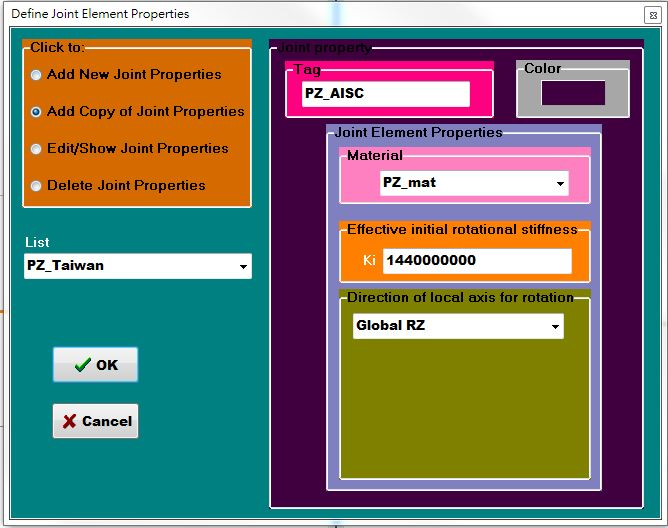 Define Joint Element Properties
Click to:
Add New Joint Properties
Add Copy of Joint Properties
Edit/Show Joint Properties
Delete Joint Properties
List
PZ_Taiwan
OK
Cancel
Joint property
Tag
PZ_AISC
Color
Joint Element Properties
Material
PZ_mat
Effective initial rotational stiffness
Ki 1440000000
Direction of local axis for rotation
Global RZ